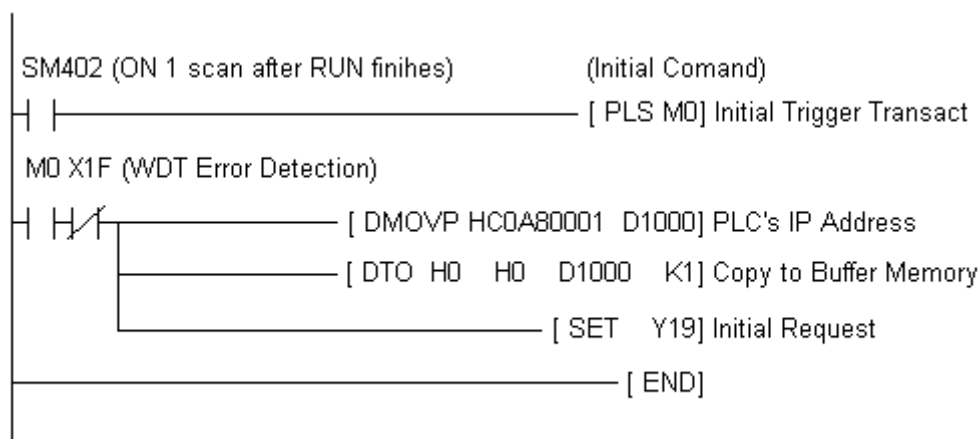 SM402 (ON 1 scan after RUN finihes) (Initial Comand)
[ PLS M0] Initial Trigger Transact
M0 X1F (WDT Error Detection)
[ DMOVP HC0A80001 D1000] PLC's IP Address
[ DTO H0 H0 D1000 K1] Copy to Buffer Memory
[ SET Y19] Initial Request
[ END]